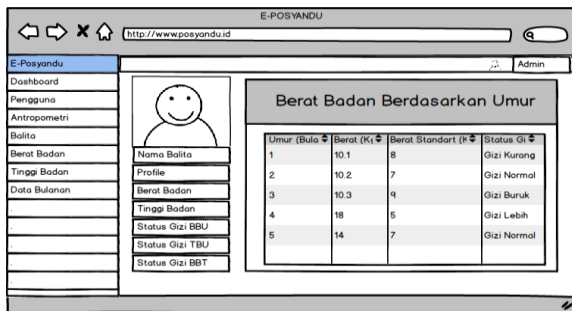 E-POSYANDU
http://www.posyandu.id
E-Posyandu
Admin
Dashboard
Pengguna
Antropometri
Balita
Berat Badan
Tinggi Badan
Data Bulanan
Nama Balita
Profile
Berat Badan
Tinggi Badan
Status Gizi BBU
Status Gizi TBU
Status Gizi BBT
Berat Badan Berdasarkan Umur
Umur (Bula Berat (K Berat Standart (K Status Gi
1 10.1 8 Gizi Kurang
2 10.2 7 Gizi Normal
3 10.3 9 Gizi Buruk
4 18 5 Gizi Lebih
5 14 7 Gizi Normal